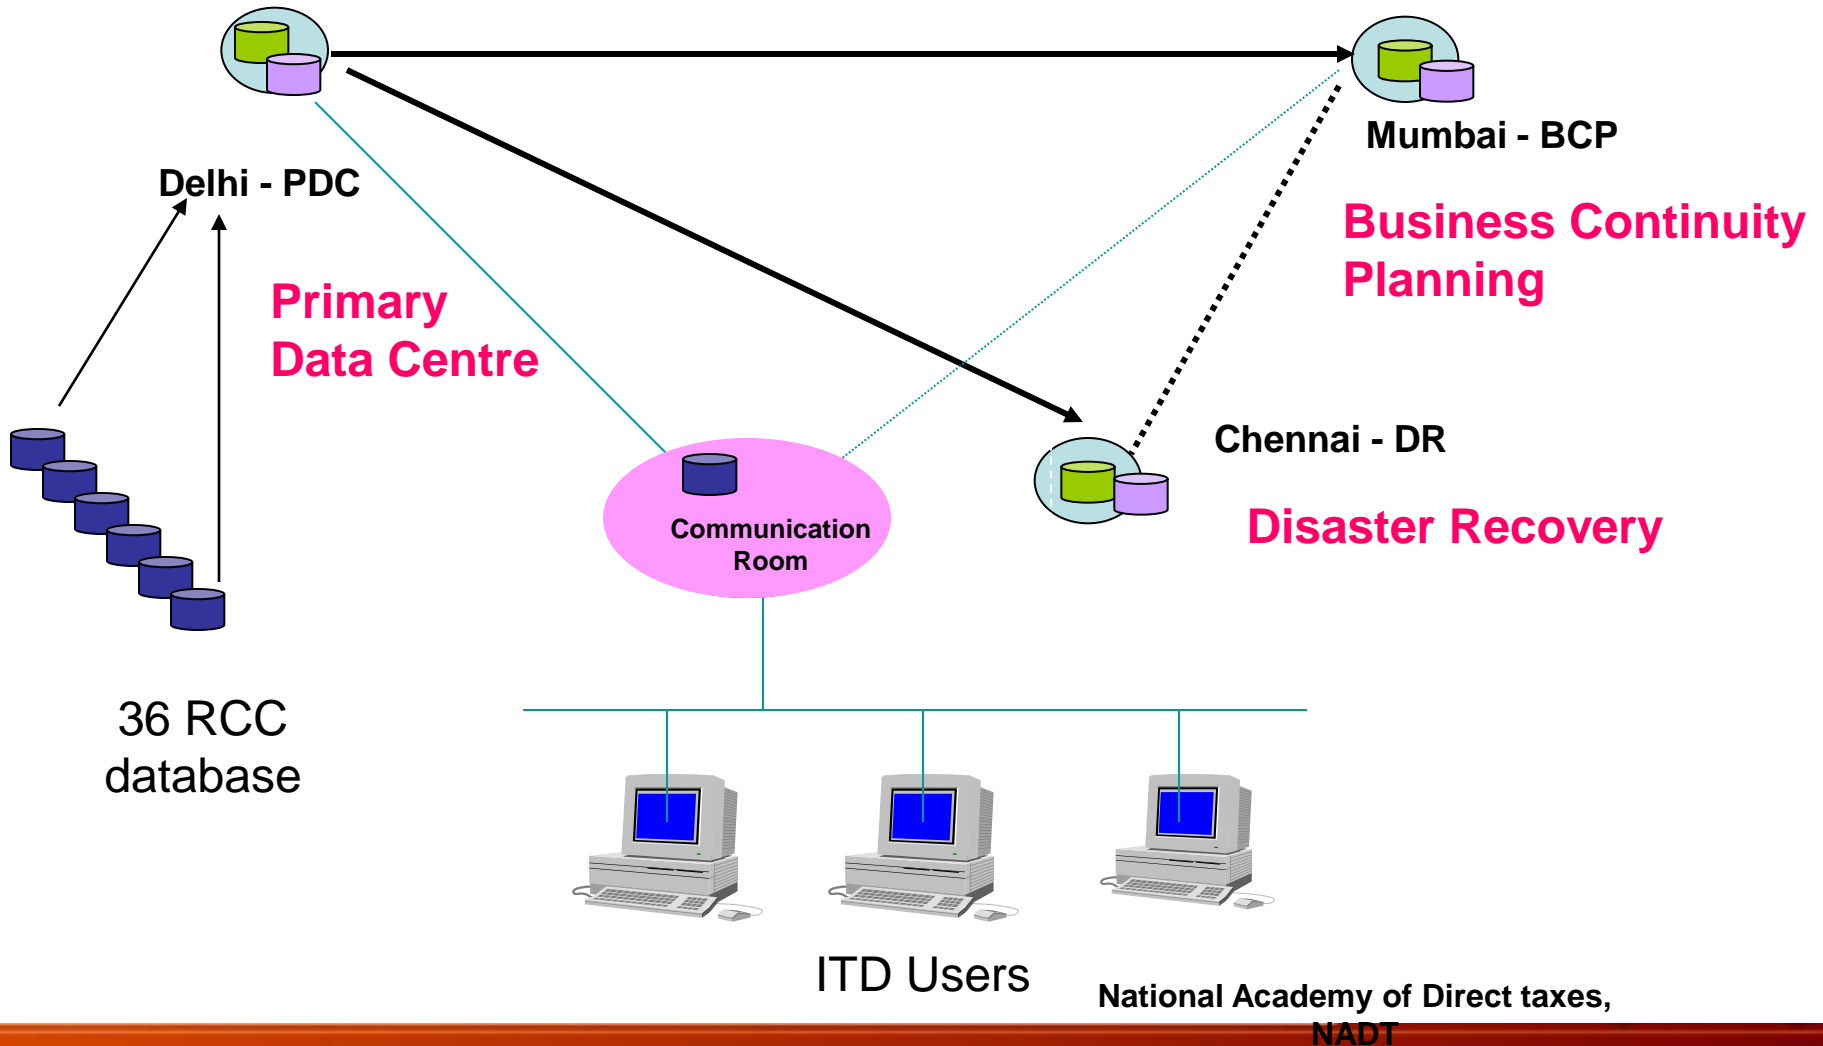 Mumbai - BCP
Delhi - PDC
Business Continuity
Planning
Primary
Data Centre
Chennai - DR
Disaster Recovery
Communication
Room
36 RCC
database
ITD Users
National Academy of Direct taxes,
NADT